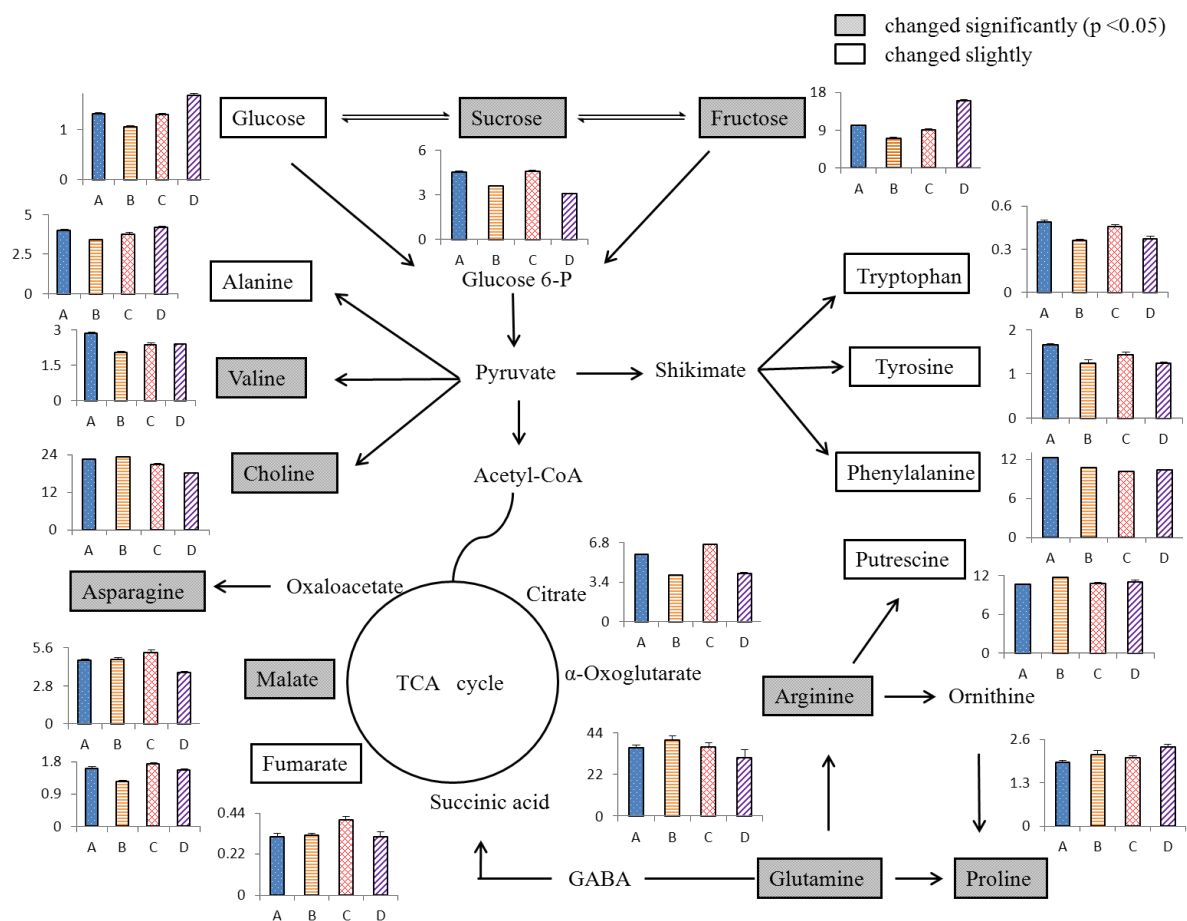 changed significantly (p <0.05)
changed slightly
1
0
A B C D
Glucose
Sucrose
Fructose
18
9
0
A B C D
6
3
0
A B C D
Glucose 6-P
5
2.5
0
A B C D
Alanine
Tryptophan
0.6
0.3
0
A B C D
3
1.5
0
A B C D
Valine
Pyruvate
Shikimate
Tyrosine
2
1
0
A B C D
24
12
0
A B C D
Choline
Acetyl-CoA
Phenylalanine
12
6
0
A B C D
Asparagine
Oxaloacetate
Citrate
6.8
3.4
0
A B C D
Putrescine
12
6
0
A B C D
5.6
2.8
0
A B C D
Malate
TCA cycle
α-Oxoglutarate
Arginine
Ornithine
1.8
0.9
0
A B C D
Fumarate
Succinic acid
44
22
0
A B C D
2.6
1.3
0
A B C D
0.44
0.22
0
A B C D
GABA
Glutamine
Proline